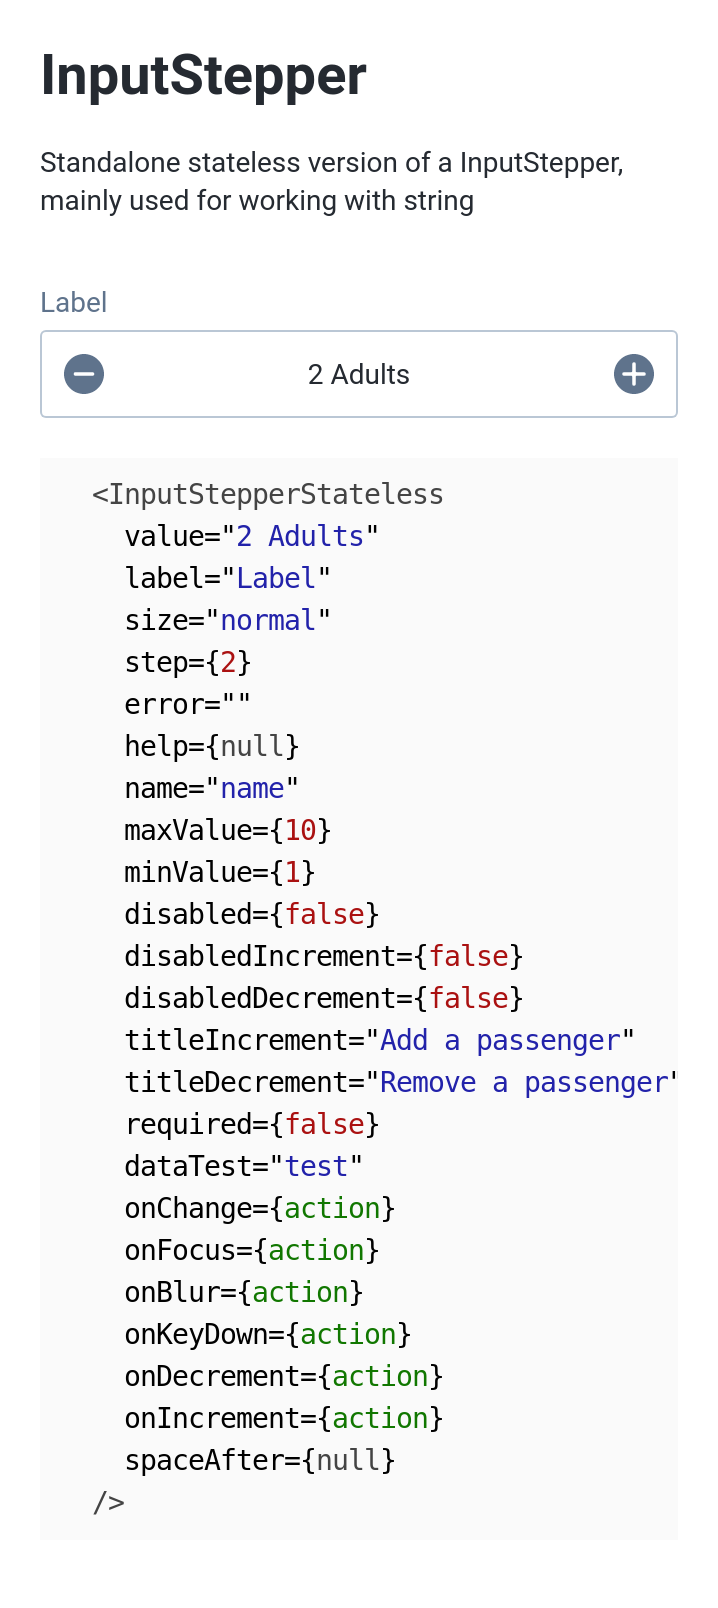 InputStepper
Standalone stateless version of a InputStepper,
mainly used for working with string
Label
2 Adults
<InputStepperStateless
value="2 Adults"
label="Label"
size="normal"
step={2}
error=""
help={null}
name="name"
maxValue={10}
minValue={1}
disabled={false}
disabledIncrement={false}
disabledDecrement={false}
titleIncrement="Add a passenger"
titleDecrement="Remove a passenger"
required={false}
dataTest="test"
onChange={action}
onFocus={action}
onBlur={action}
onKeyDown={action}
onDecrement={action}
onIncrement={action}
spaceAfter={null}
/>